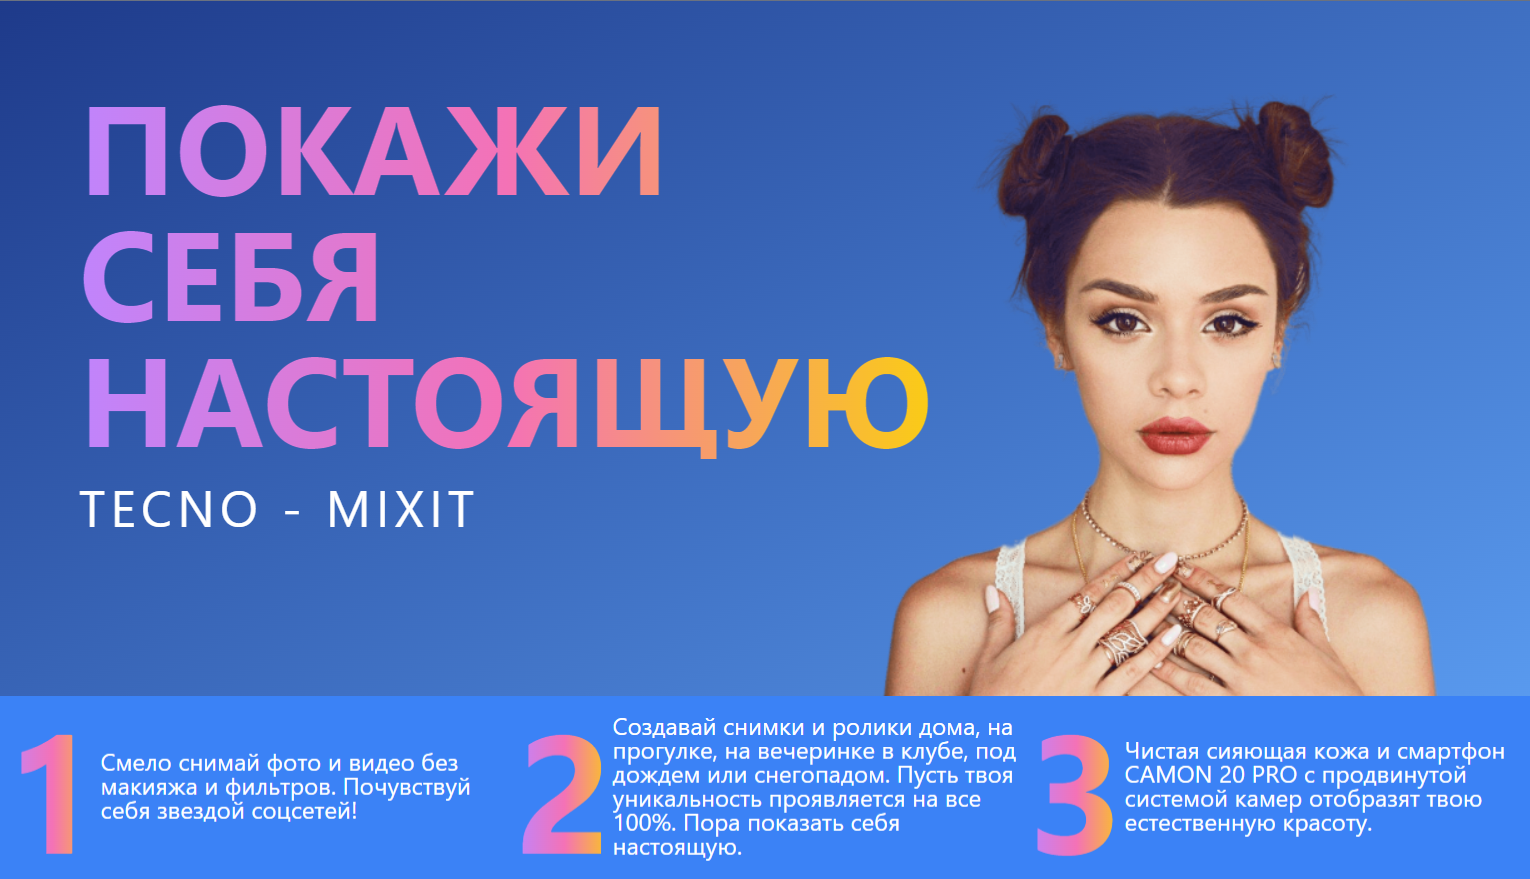 ПОКАЖИ
СЕБЯ
НАСТОЯЩУЮ
TECNO - MIXIT
1
Смело снимай фото и видео без
макияжа и фильтров. Почувствуй
себя звездой соцсетей!
2
Создавай снимки и ролики дома, на
прогулке, на вечеринке в клубе, под
дождем или снегопадом. Пусть твоя
уникальность проявляется на все
100%. Пора показать себя
настоящую.
3
Чистая сияющая кожа и смартфон
CAMON 20 PRO с продвинутой
системой камер отобразят твою
естественную красоту.